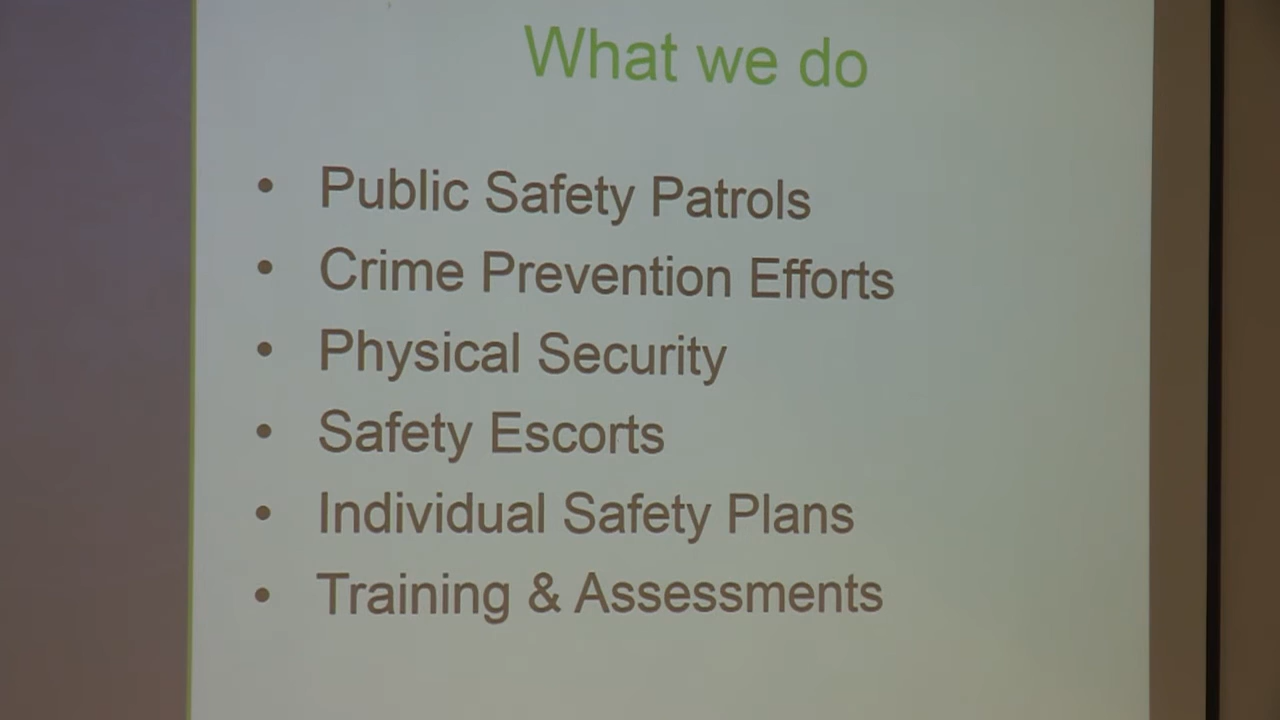 What we do
• Public Safety Patrols
• Crime Prevention Efforts
• Physical Security
• Safety Escorts
• Individual Safety Plans
• Training & Assessments